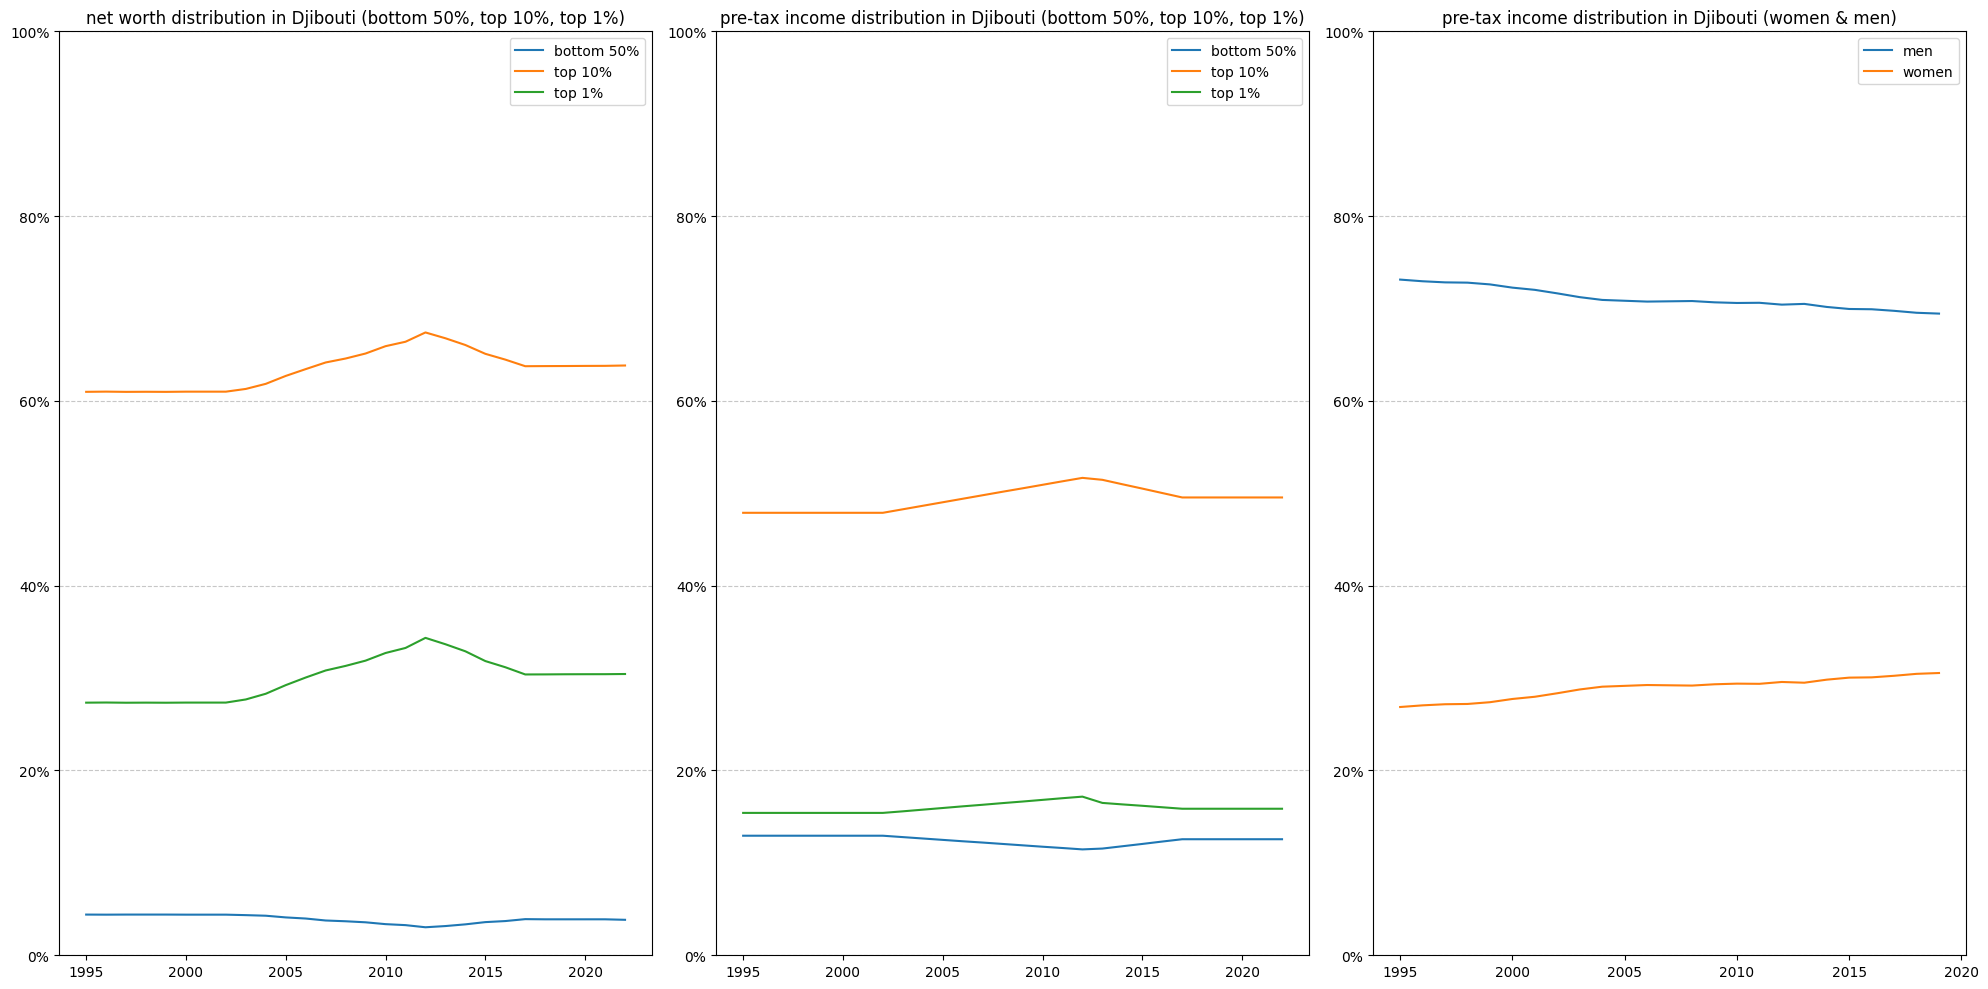 net worth distribution in Djibouti (bottom 50%, top 10%, top 1%)
100%
80%
60%
40%
20%
0%
1995 2000 2005 2010 2015 2020
bottom 50%
top 10%
top 1%
pre-tax income distribution in Djibouti (bottom 50%, top 10%, top 1%)
100%
80%
60%
40%
20%
0%
1995 2000 2005 2010 2015 2020
bottom 50%
top 10%
top 1%
pre-tax income distribution in Djibouti (women & men)
100%
80%
60%
40%
20%
0%
1995 2000 2005 2010 2015 2020
men
women